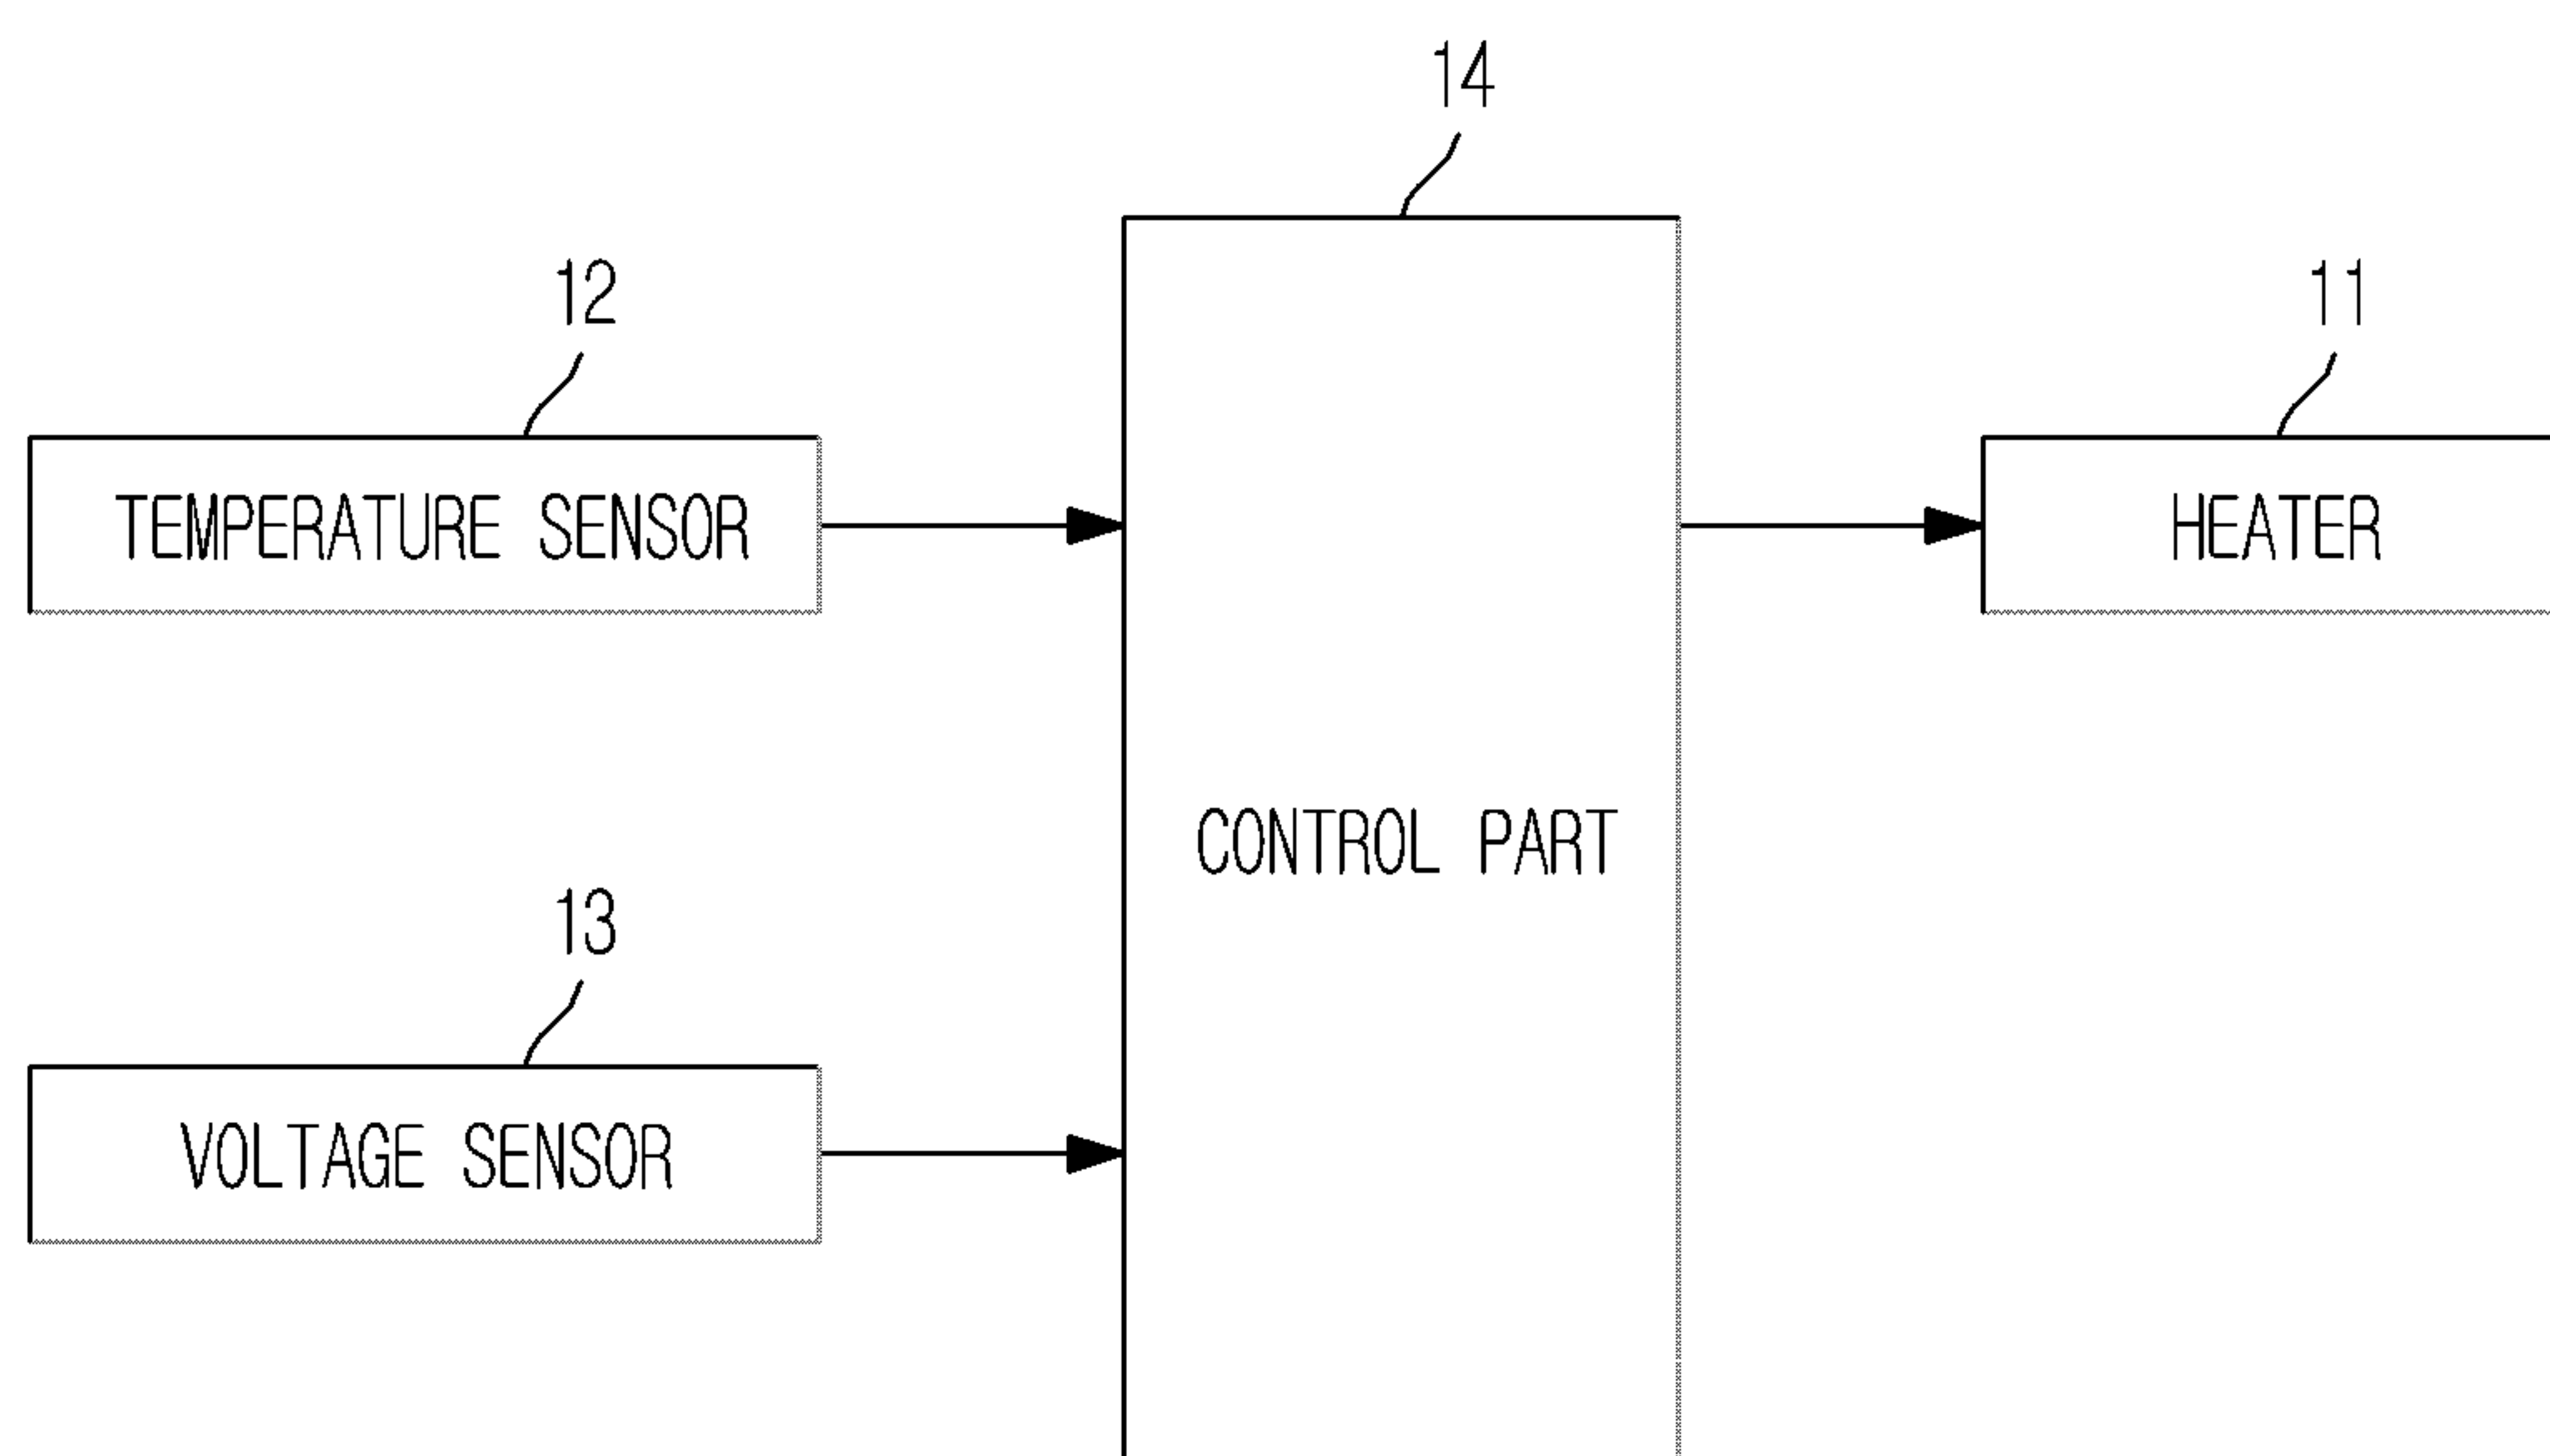 14
12
11
TEMPERATURE SENSOR
HEATER
CONTROL PART
13
VOLTAGE SENSOR